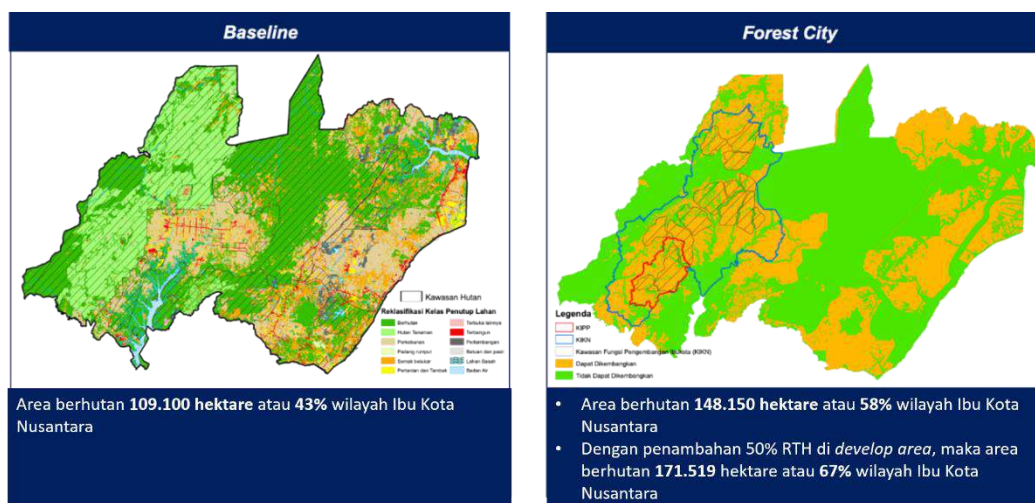 Baseline
Kawasan Hutan
Reklasifikasi Kelas Penutup Lahan
Berhutan
Hutan Tanaman
Perkebunan
Padang rumput
Semak belukar
Pertanian dan Tambak
Terbuka lainnya
Terbangun
Pertambangan
Batuan dan pasir
Lahan Basah
Badan Air
Area berhutan 109.100 hektare atau 43% wilayah Ibu Kota
Nusantara
Forest City
Legenda
KIPP
KIKN
Kawasan Fungsi Pengembangan Ibukota (KIKN)
Dapat Dikembangkan
Tidak Dapat Dikembangkan
• Area berhutan 148.150 hektare atau 58% wilayah Ibu Kota
Nusantara
• Dengan penambahan 50% RTH di develop area, maka area
berhutan 171.519 hektare atau 67% wilayah Ibu Kota
Nusantara